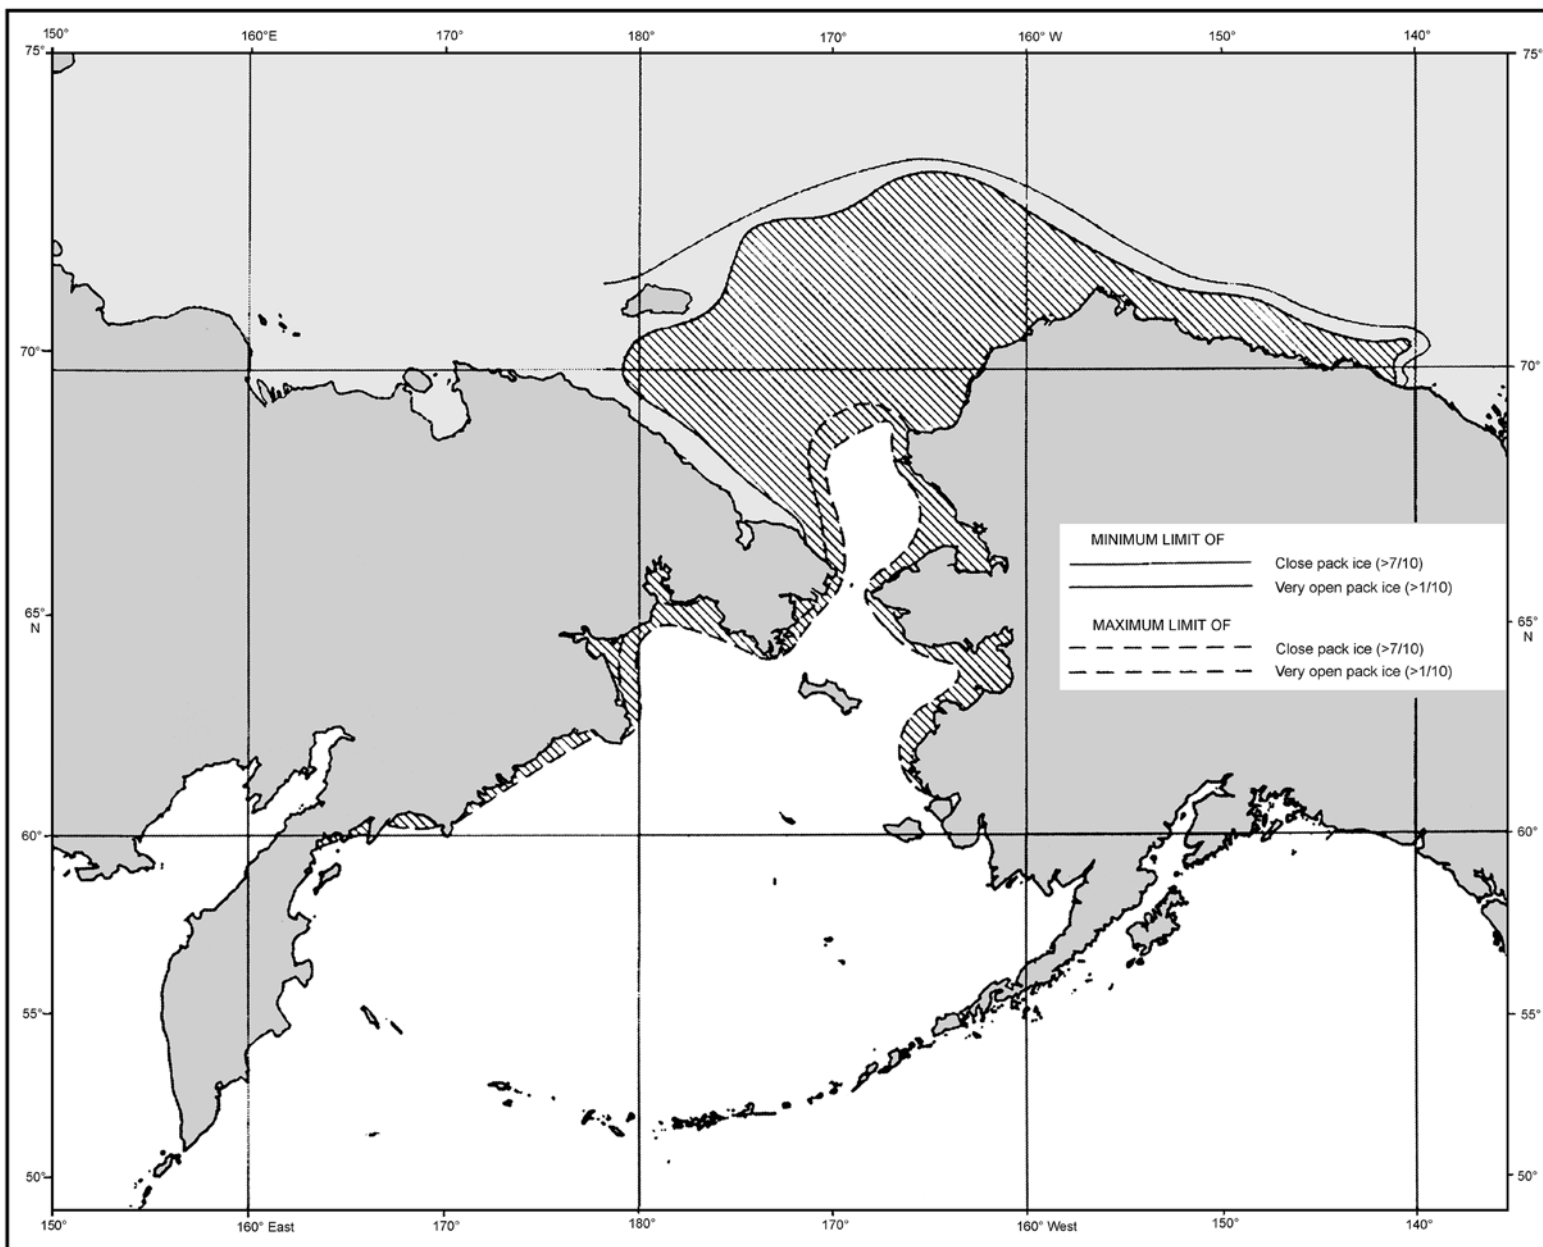 150° 160°E 170° 180° 170° 160° W 150° 140°
75° 75°
70° 70°
MINIMUM LIMIT OF
Close pack ice (>7/10)
Very open pack ice (>1/10)
MAXIMUM LIMIT OF
Close pack ice (>7/10)
Very open pack ice (>1/10)
65° 65°
N N
60° 60°
55° 55°
50° 50°
150° 160° East 170° 180° 170° 160° West 150° 140°